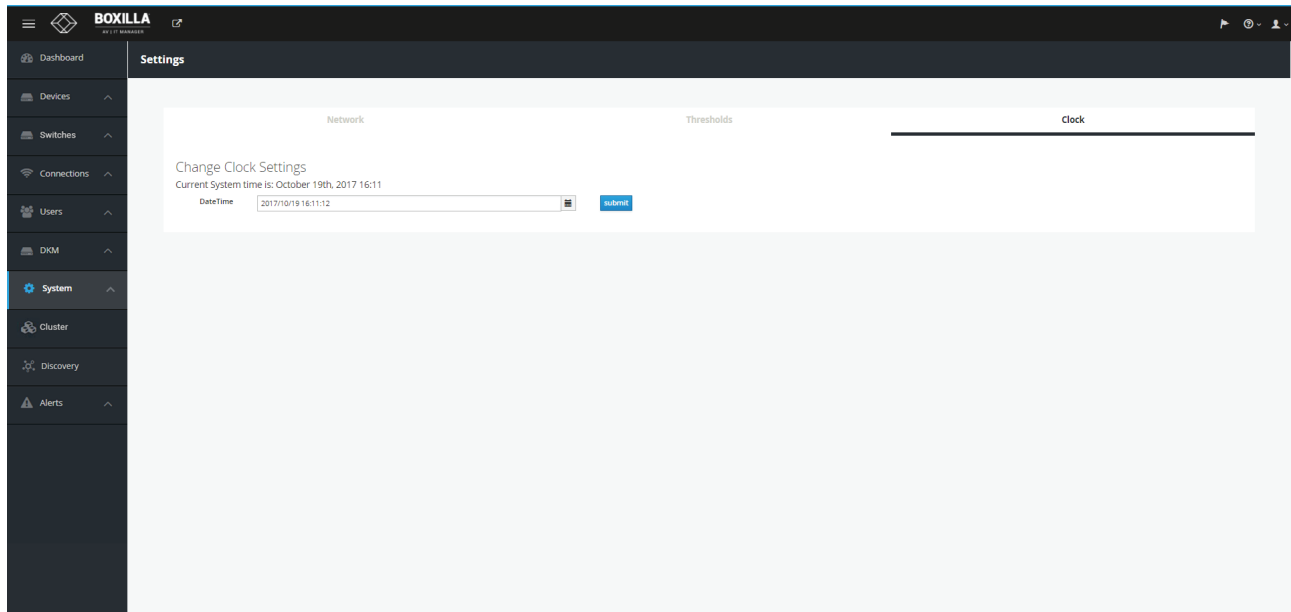 BOXILLA
AV | IT MANAGER
Dashboard
Settings
Devices
Switches
Connections
Users
DKM
System
Cluster
Discovery
Alerts
Network
Thresholds
Clock
Change Clock Settings
Current System time is: October 19th, 2017 16:11
DateTime
2017/10/19 16:11:12
submit